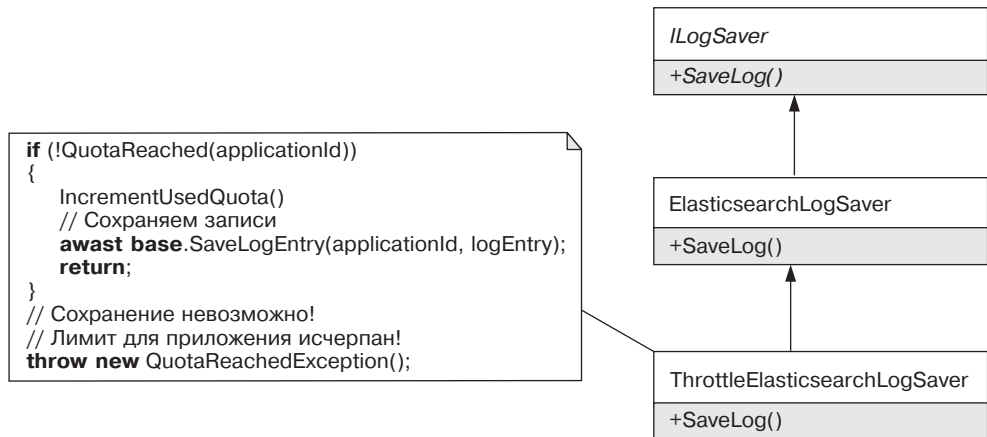 ILogSaver
+SaveLog()
if (!QuotaReached(applicationId))
{
IncrementUsedQuota()
// Сохраняем записи
awast base.SaveLogEntry(applicationId, logEntry);
return;
}
// Сохранение невозможно!
// Лимит для приложения исчерпан!
throw new QuotaReachedException();
ElasticsearchLogSaver
+SaveLog()
ThrottleElasticsearchLogSaver
+SaveLog()